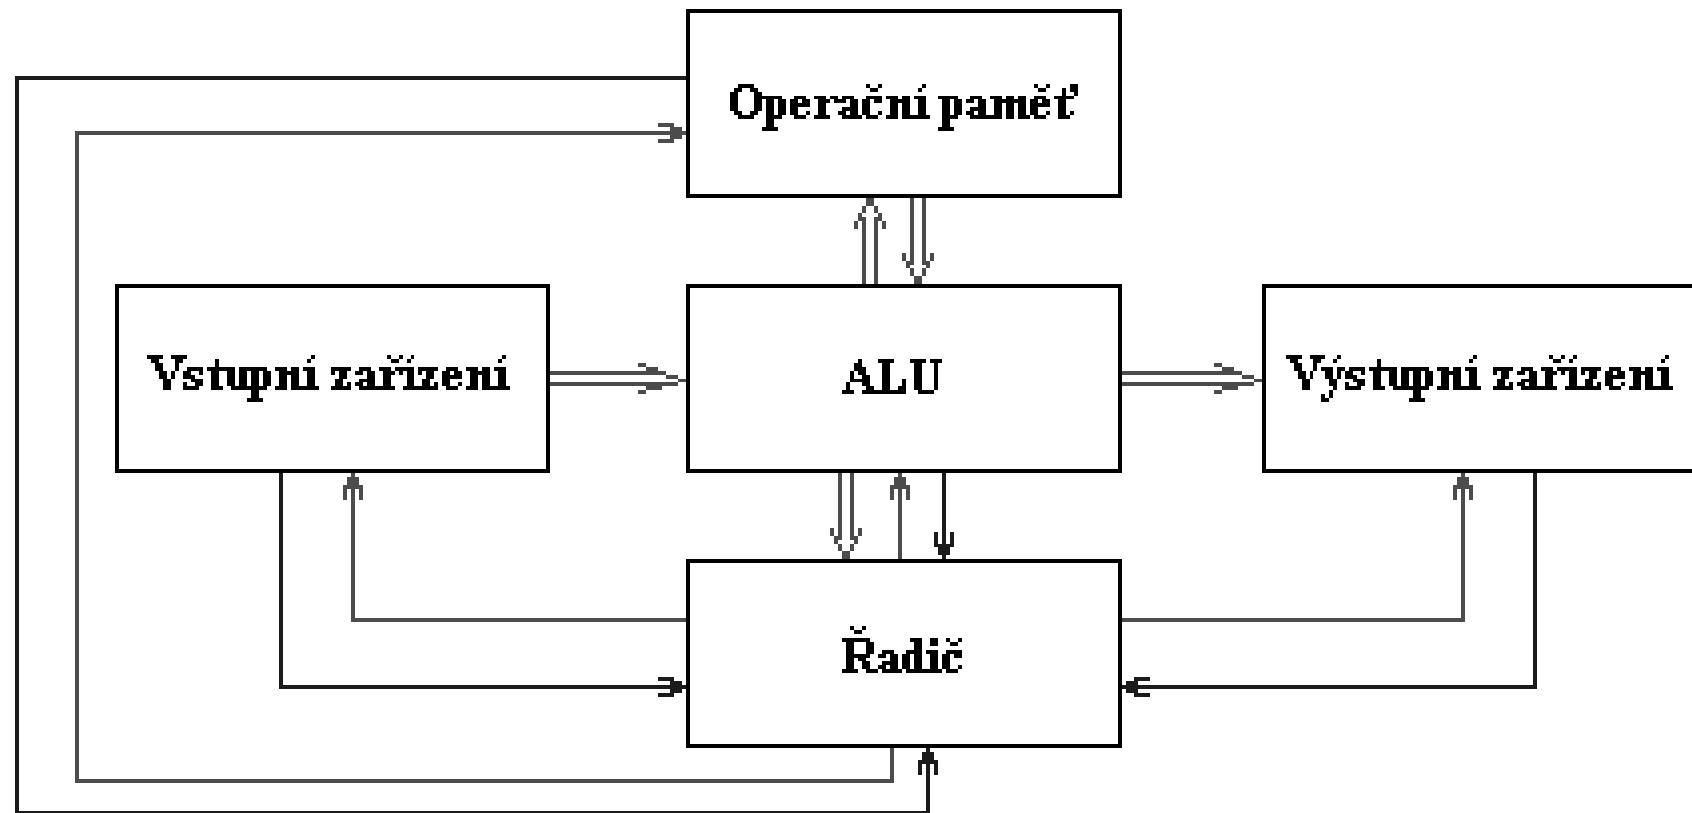 Operační paměť
Vstupní zařízení
ALU
Výstupní zařízení
Řadič